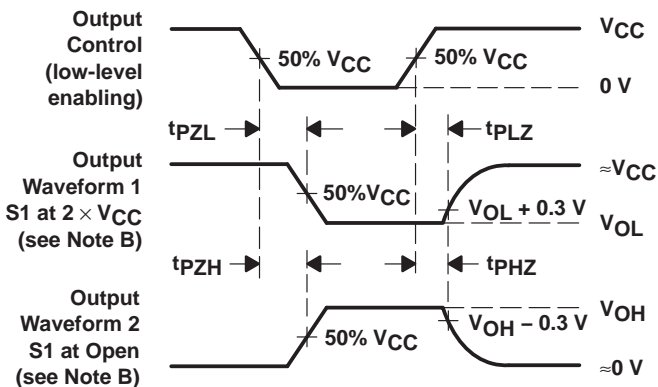 Output
Control
(low-level
enabling)
50% VCC
50% VCC
VCC
0 V
tPZL
tPLZ
Output
Waveform 1
S1 at 2 × VCC
(see Note B)
50%VCC
VOL + 0.3 V
≈VCC
VOL
tPZH
tPHZ
Output
Waveform 2
S1 at Open
(see Note B)
50% VCC
VOH − 0.3 V
VOH
≈0 V